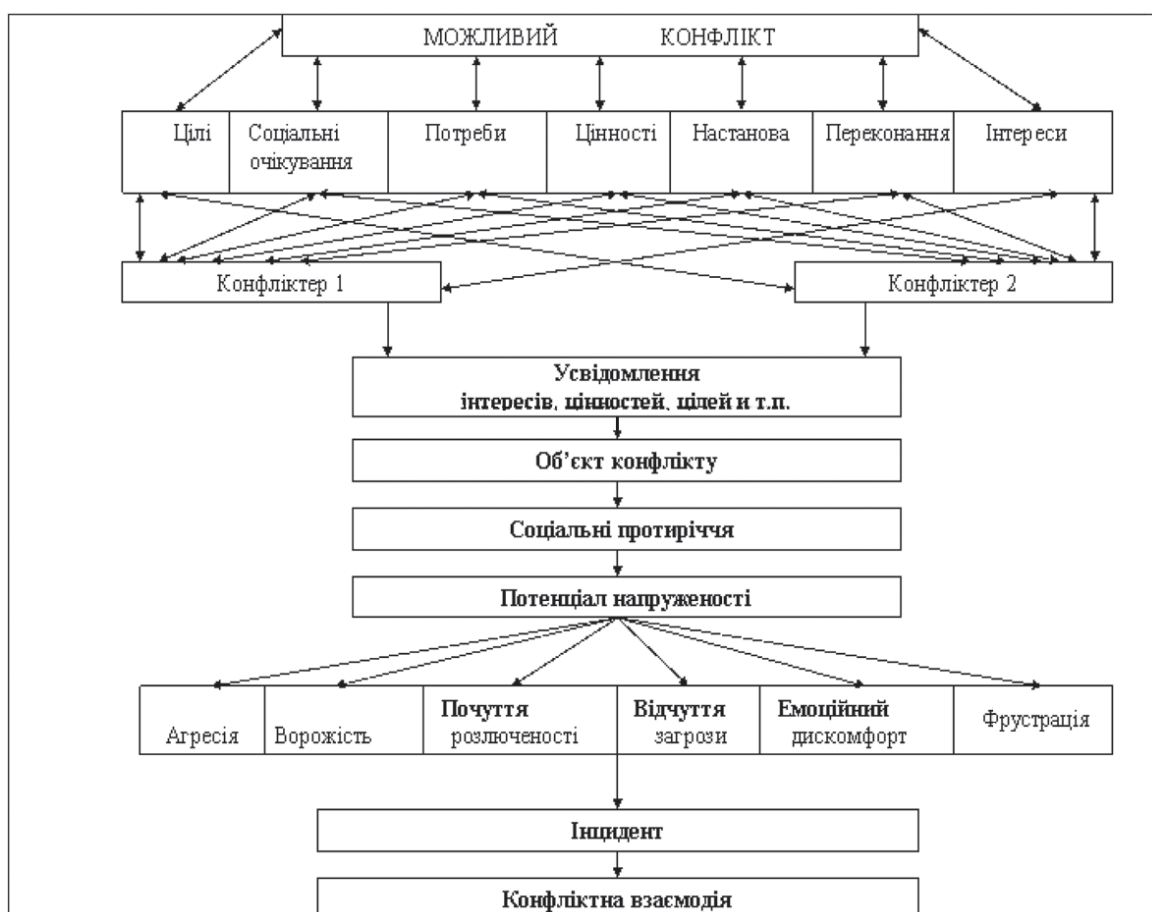 МОЖЛИВИЙ КОНФЛІКТ
Цілі
Соціальні
очікування
Потреби
Цінності
Настанова
Переконання
Інтереси
Конфліктер 1
Конфліктер 2
Усвідомлення
інтересів, цінностей, цілей и т.п.
Об’єкт конфлікту
Соціальні протиріччя
Потенціал напруженості
Агресія
Ворожість
Почуття
розлюченості
Відчуття
загрози
Емоційний
дискомфорт
Фрустрація
Інцидент
Конфліктна взаємодія